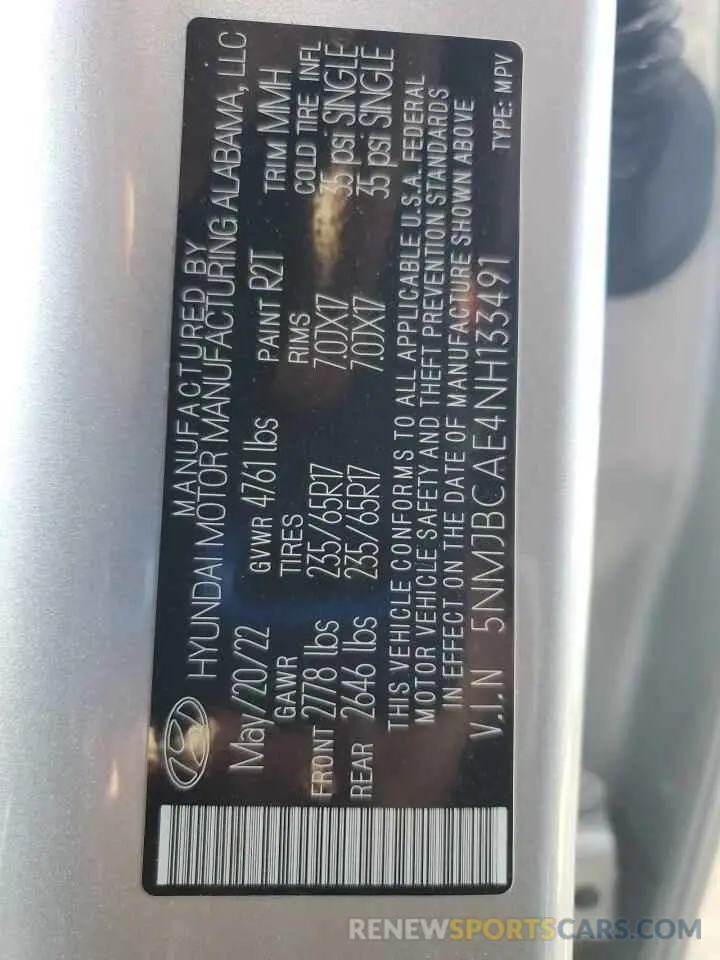 MANUFACTURED BY
HYUNDAI MOTOR MANUFACTURING ALABAMA, LLC
May/20/22 GVWR 4761 lbs PAINT R2T TRIM MMH
GAWR TIRES RIMS COLD TIRE INFL
FRONT 2778 lbs 235/65R17 7.0JX17 35 psi SINGLE
REAR 2646 lbs 235/65R17 7.0JX17 35 psi SINGLE
THIS VEHICLE CONFORMS TO ALL APPLICABLE U.S.A. FEDERAL
MOTOR VEHICLE SAFETY AND THEFT PREVENTION STANDARDS
IN EFFECT ON THE DATE OF MANUFACTURE SHOWN ABOVE
V.I.N 5NMJBCAE4NH133491 TYPE: MPV
RENEWSPORTSCARS.COM